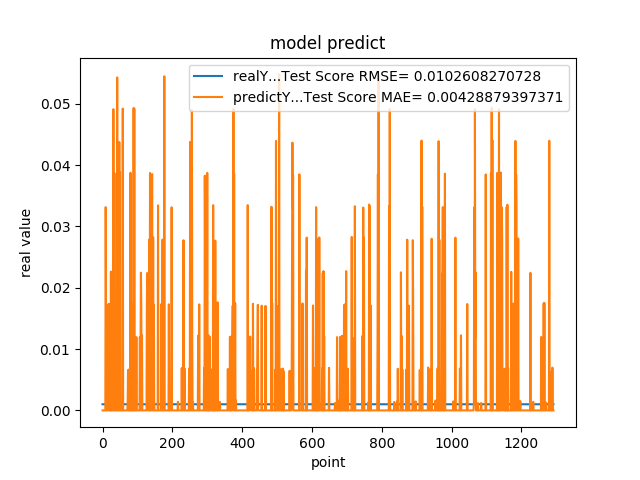 model predict
realY...Test Score RMSE= 0.0102608270728
predictY...Test Score MAE= 0.00428879397371
0.05
0.04
0.03
0.02
0.01
0.00
real value
0 200 400 600 800 1000 1200
point